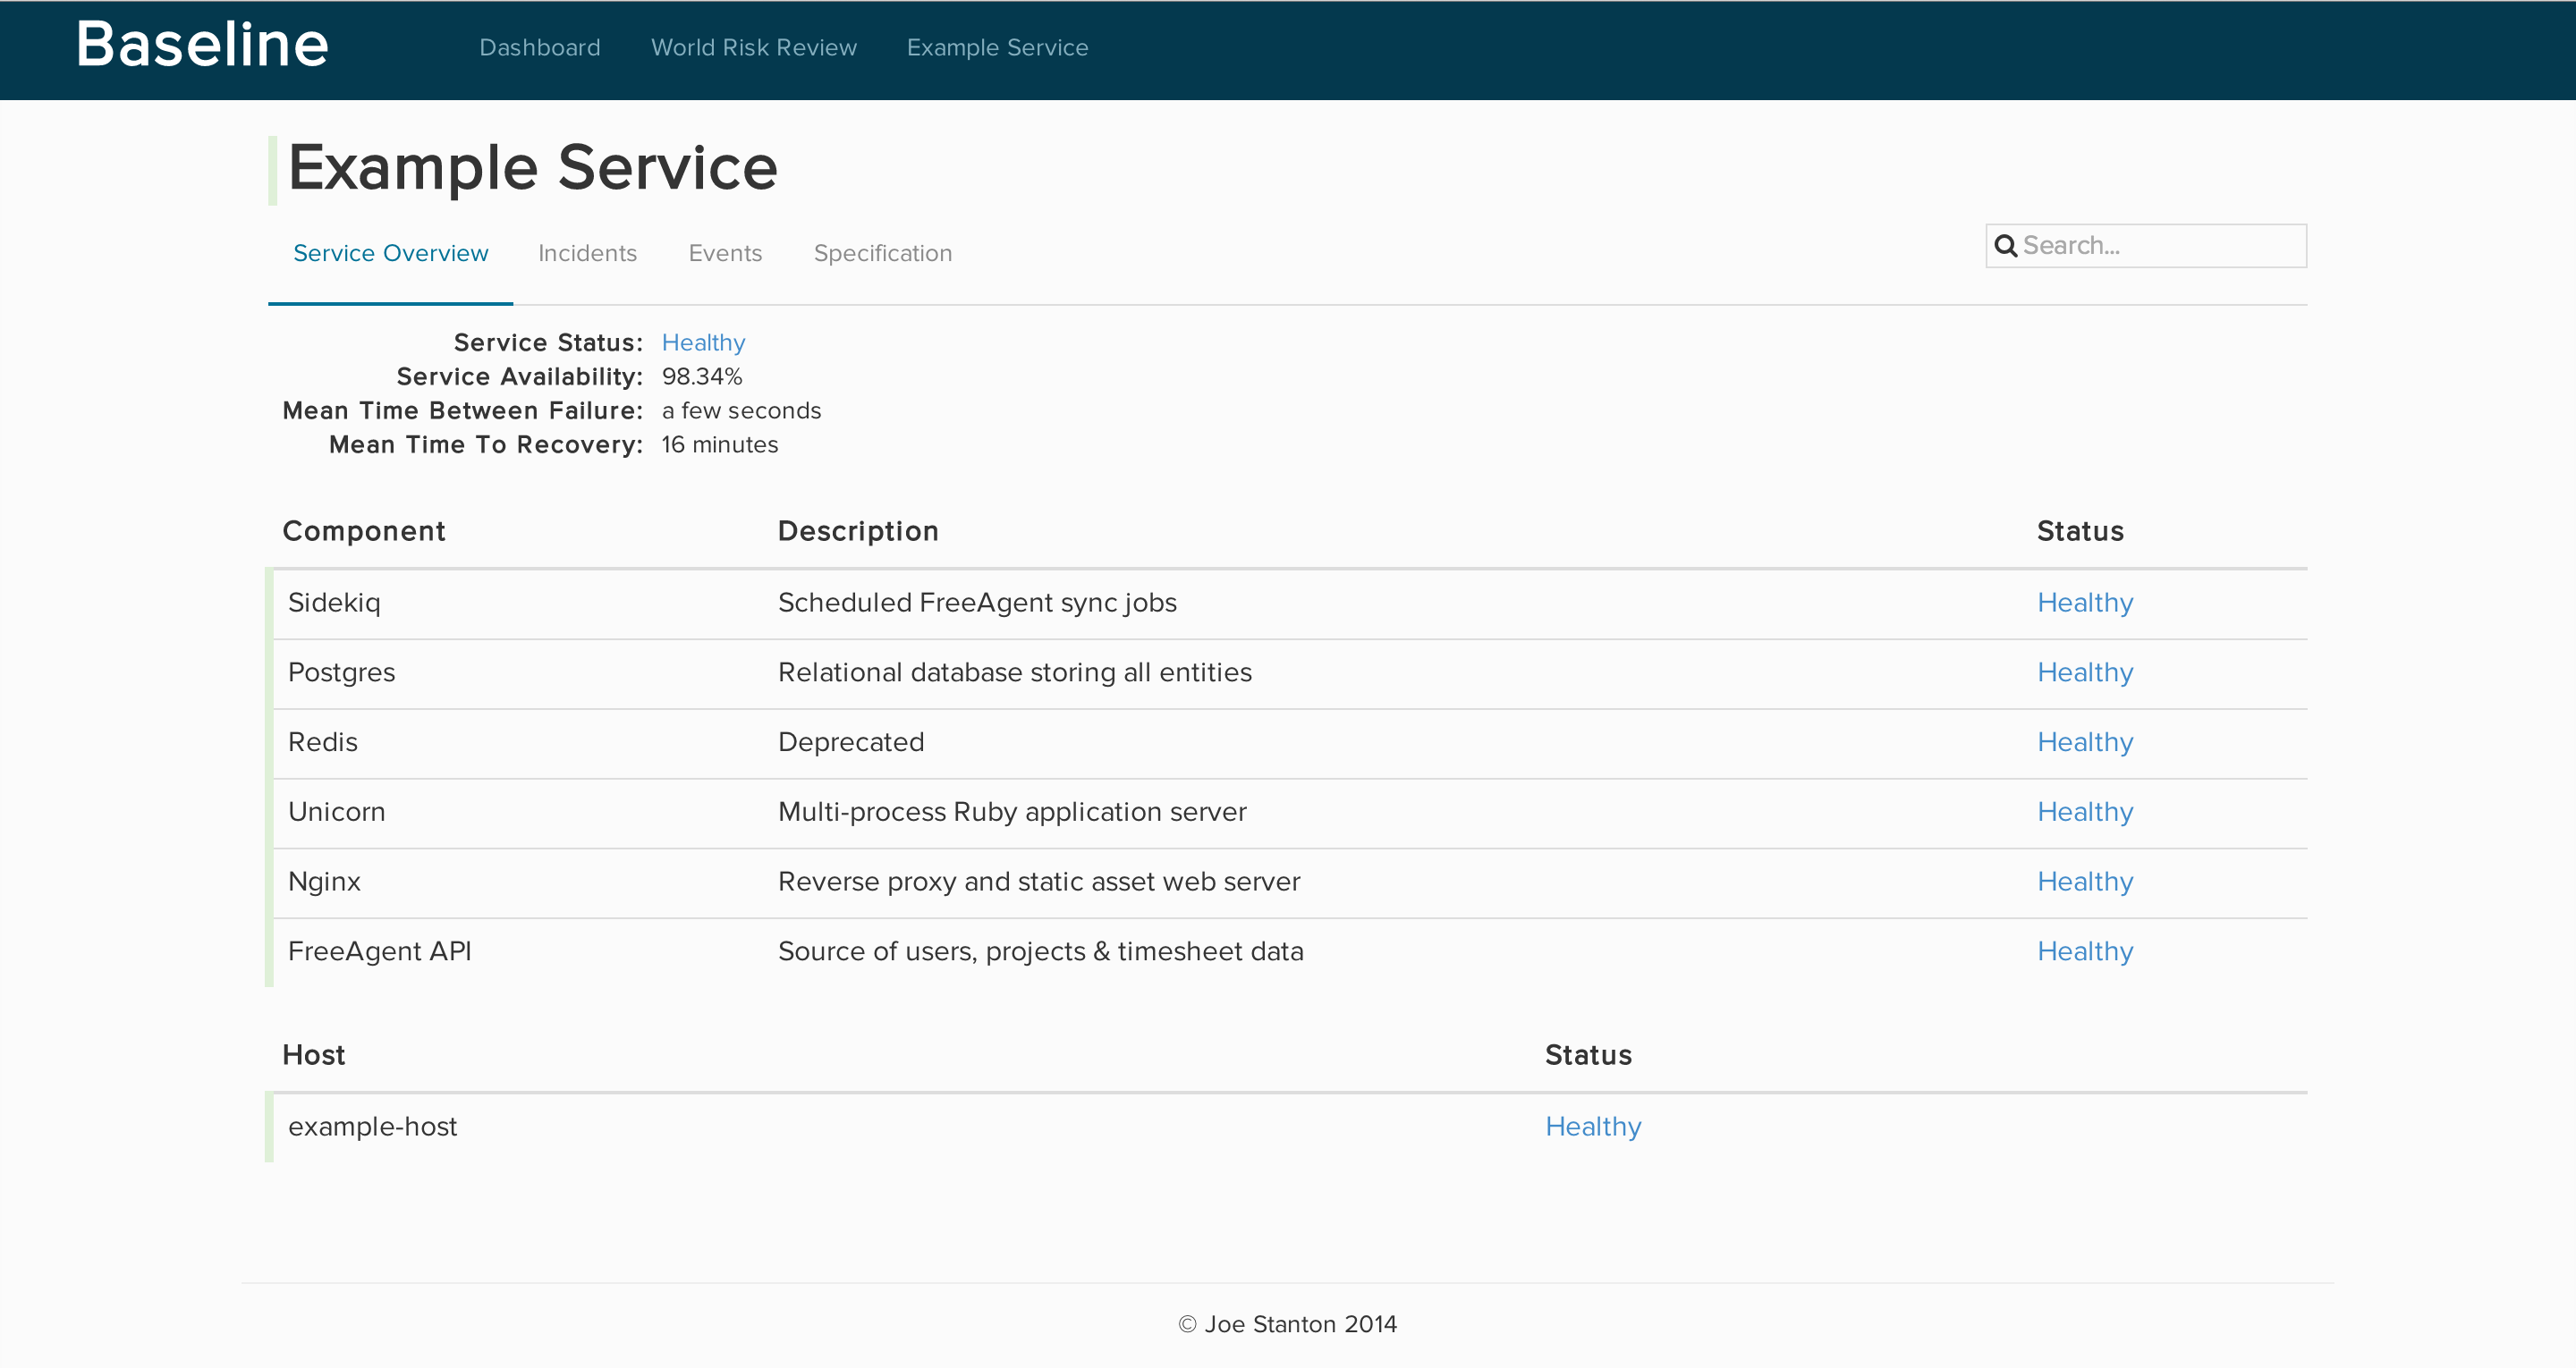 Baseline Dashboard World Risk Review Example Service
Example Service
Service Overview Incidents Events Specification Search...
Service Status: Healthy
Service Availability: 98.34%
Mean Time Between Failure: a few seconds
Mean Time To Recovery: 16 minutes
Component Description Status
Sidekiq Scheduled FreeAgent sync jobs Healthy
Postgres Relational database storing all entities Healthy
Redis Deprecated Healthy
Unicorn Multi-process Ruby application server Healthy
Nginx Reverse proxy and static asset web server Healthy
FreeAgent API Source of users, projects & timesheet data Healthy
Host Status
example-host Healthy
© Joe Stanton 2014